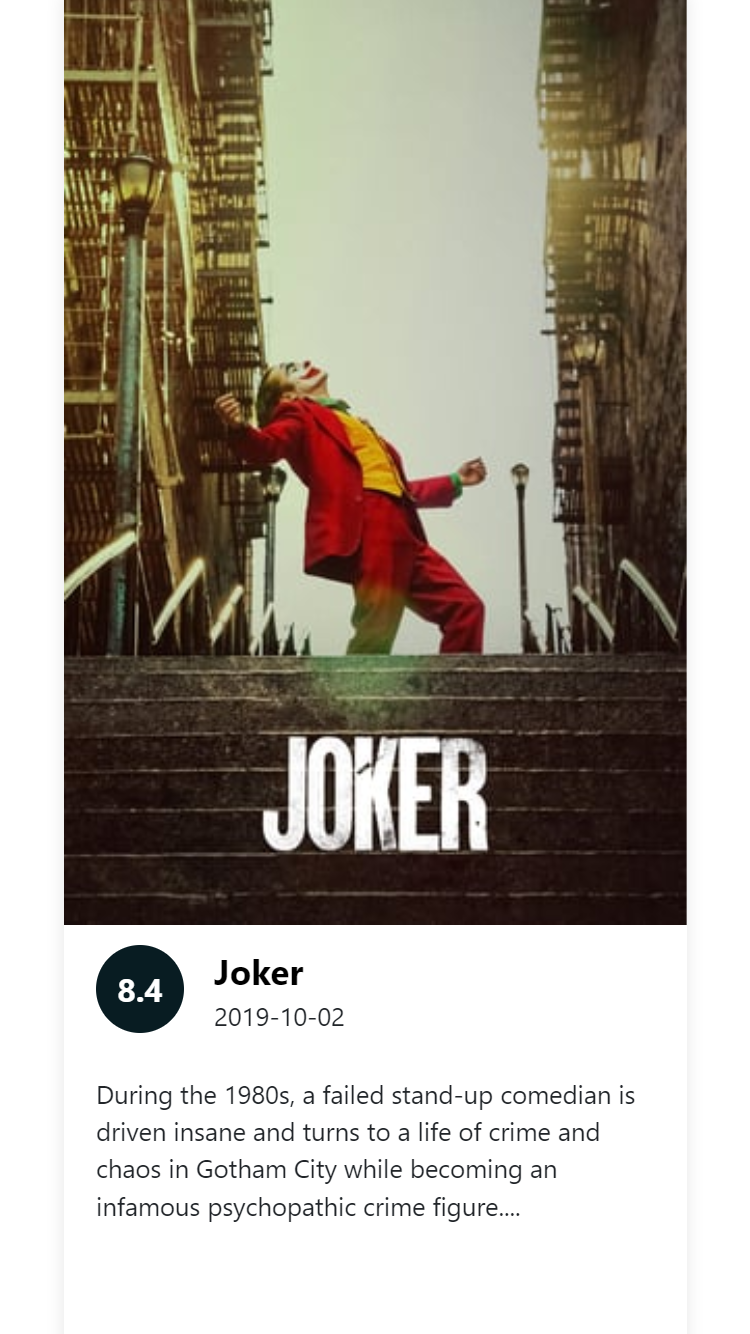 JOKER
8.4
Joker
2019-10-02
During the 1980s, a failed stand-up comedian is
driven insane and turns to a life of crime and
chaos in Gotham City while becoming an
infamous psychopathic crime figure....